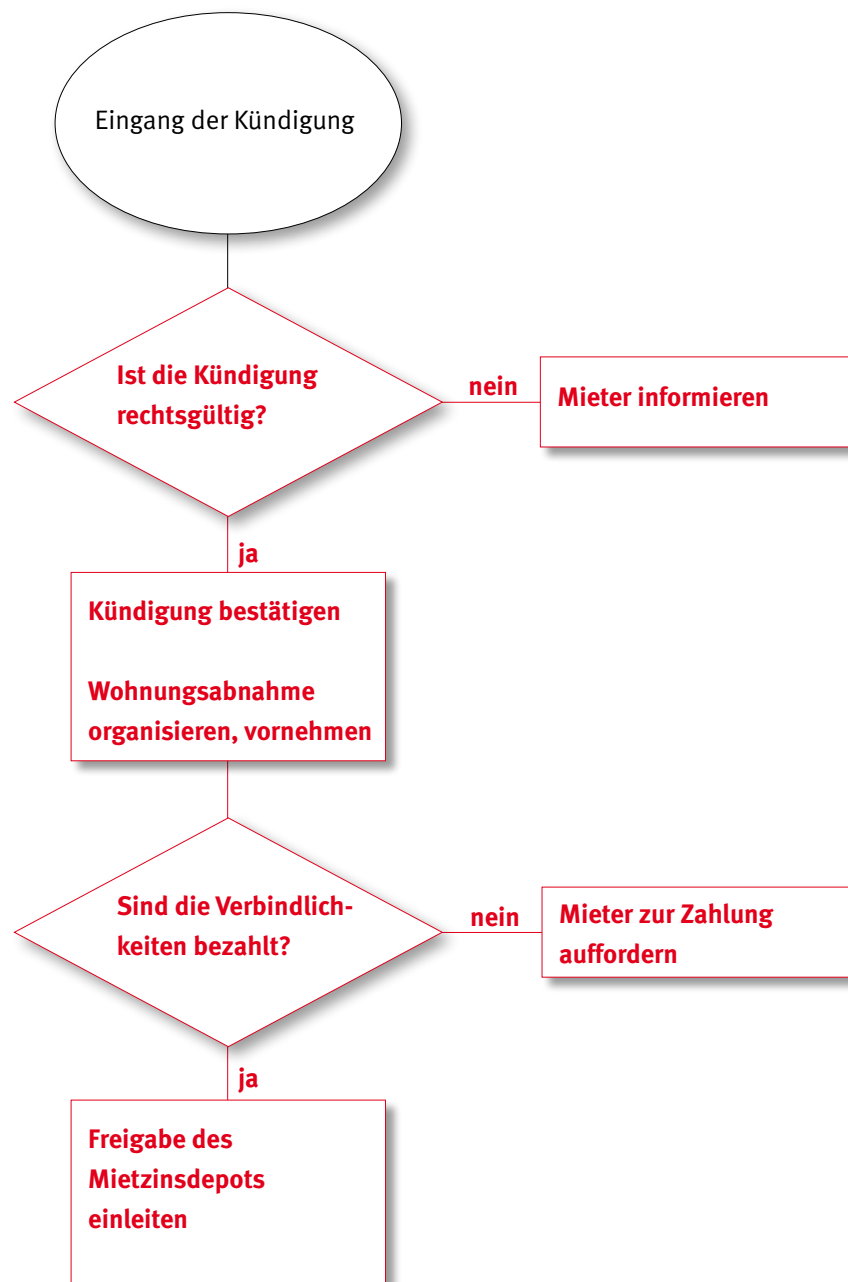 Eingang der Kündigung
Ist die Kündigung
rechtsgültig?
nein
Mieter informieren
ja
Kündigung bestätigen
Wohnungsabnahme
organisieren, vornehmen
Sind die Verbindlich-
keiten bezahlt?
nein
Mieter zur Zahlung
auffordern
ja
Freigabe des
Mietzinsdepots
einleiten